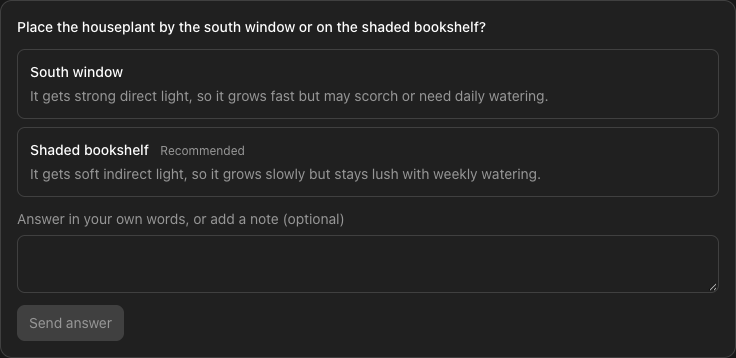 Place the houseplant by the south window or on the shaded bookshelf?
South window
It gets strong direct light, so it grows fast but may scorch or need daily watering.
Shaded bookshelf Recommended
It gets soft indirect light, so it grows slowly but stays lush with weekly watering.
Answer in your own words, or add a note (optional)
Send answer